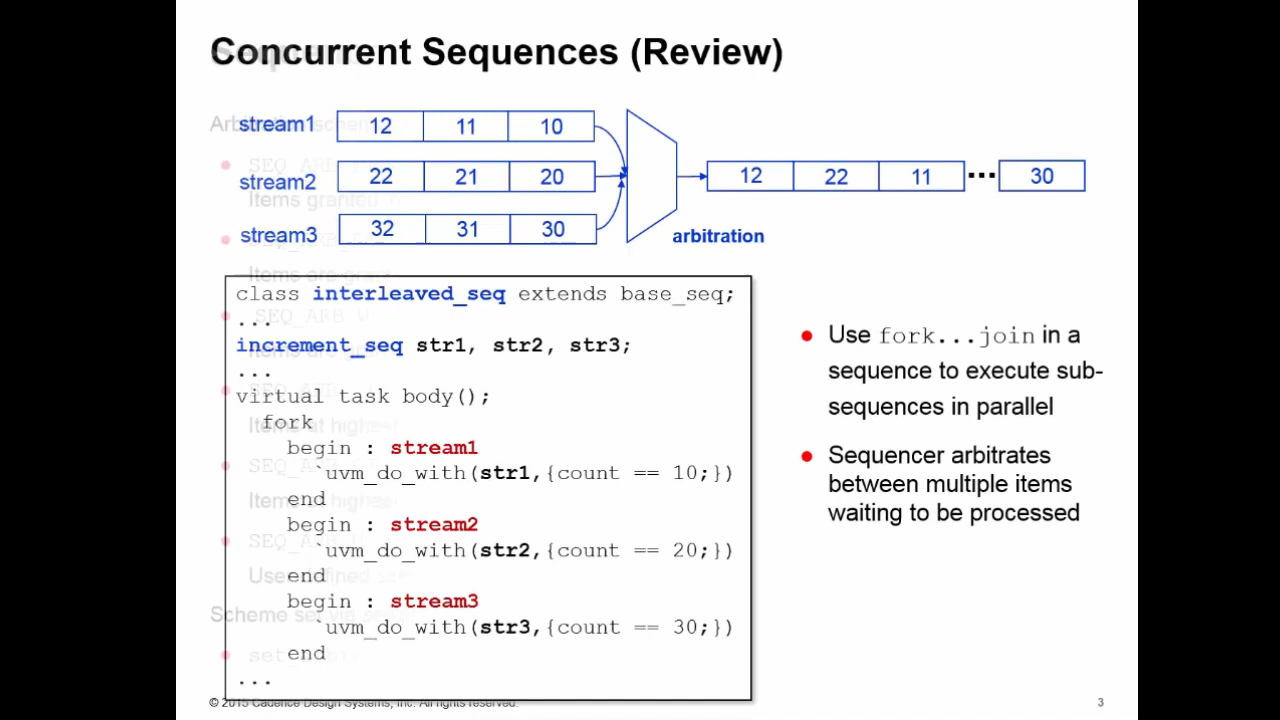 Concurrent Sequences (Review)
stream1 12 11 10
stream2 22 21 20
stream3 32 31 30
12 22 11 ... 30
arbitration
class interleaved_seq extends base_seq;
...
increment_seq str1, str2, str3;
...
virtual task body();
fork
begin : stream1
`uvm_do_with(str1,{count == 10;})
end
begin : stream2
`uvm_do_with(str2,{count == 20;})
end
begin : stream3
`uvm_do_with(str3,{count == 30;})
end
...
• Use fork...join in a
sequence to execute sub-
sequences in parallel
• Sequencer arbitrates
between multiple items
waiting to be processed
© 2015 Cadence Design Systems, Inc. All rights reserved.
3